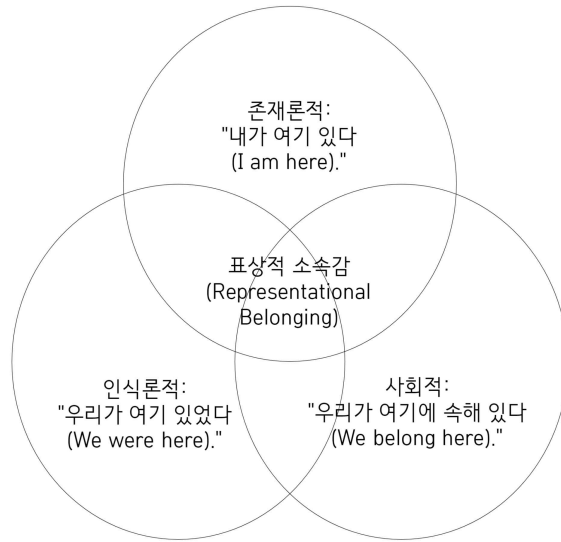 존재론적:
"내가 여기 있다
(I am here)."
표상적 소속감
(Representational
Belonging)
인식론적:
"우리가 여기 있었다
(We were here)."
사회적:
"우리가 여기에 속해 있다
(We belong here)."